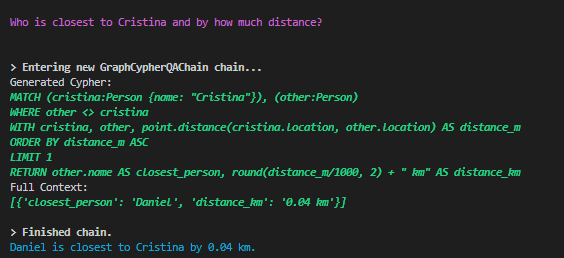 Who is closest to Cristina and by how much distance?
> Entering new GraphCypherQAChain chain...
Generated Cypher:
MATCH (cristina:Person {name: "Cristina"}), (other:Person)
WHERE other <> cristina
WITH cristina, other, point.distance(cristina.location, other.location) AS distance_m
ORDER BY distance_m ASC
LIMIT 1
RETURN other.name AS closest_person, round(distance_m/1000, 2) + " km" AS distance_km
Full Context:
[{'closest_person': 'Daniel', 'distance_km': '0.04 km'}]
> Finished chain.
Daniel is closest to Cristina by 0.04 km.